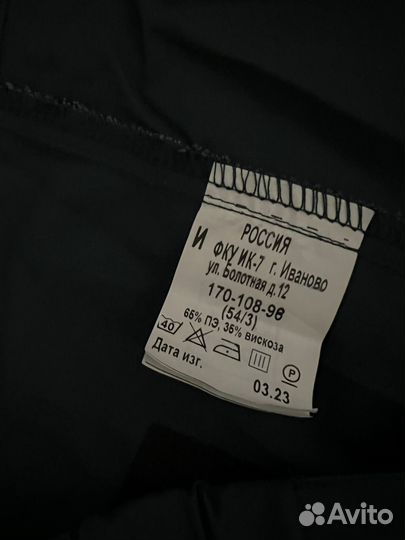 РОССИЯ
И ФКУ ИК-7 г. Иваново
ул. Болотная д.12
170-108-96
(54/3)
65% ПЭ, 35% вискоза
40 P
Дата изг. 03.23
Avito